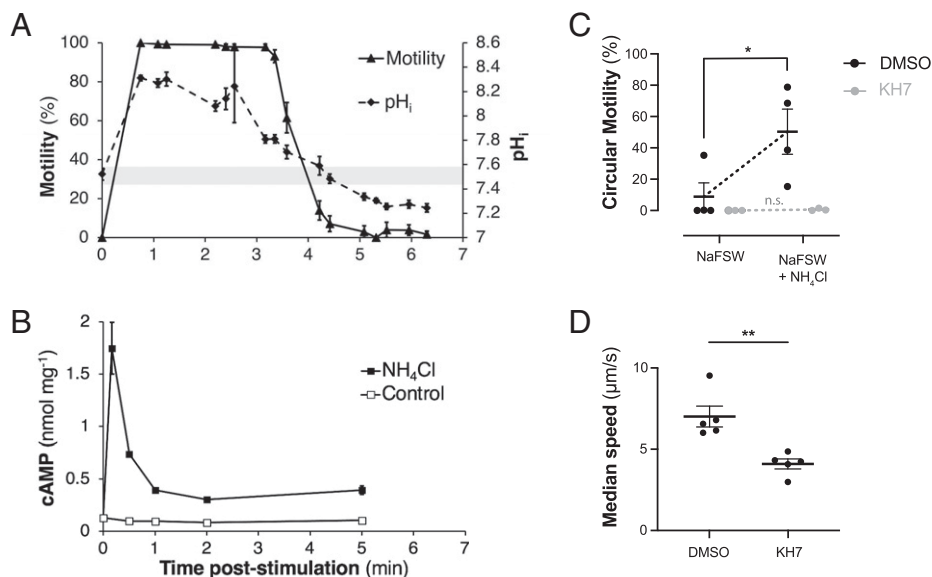 A
Motility (%)
100
80
60
40
20
0
0
1
2
3
4
5
6
7
Motility
pHi
8.6
8.4
8.2
8
7.8
7.6
7.4
7.2
7
pHi
B
cAMP (nmol mg⁻¹)
2
1.5
1
0.5
0
NH₄Cl
Control
0
1
2
3
4
5
6
7
Time post-stimulation (min)
C
Circular Motility (%)
100
80
60
40
20
0
*
n.s.
NaFSW
NaFSW
+ NH₄Cl
DMSO
KH7
D
Median speed (μm/s)
10
5
0
**
DMSO
KH7